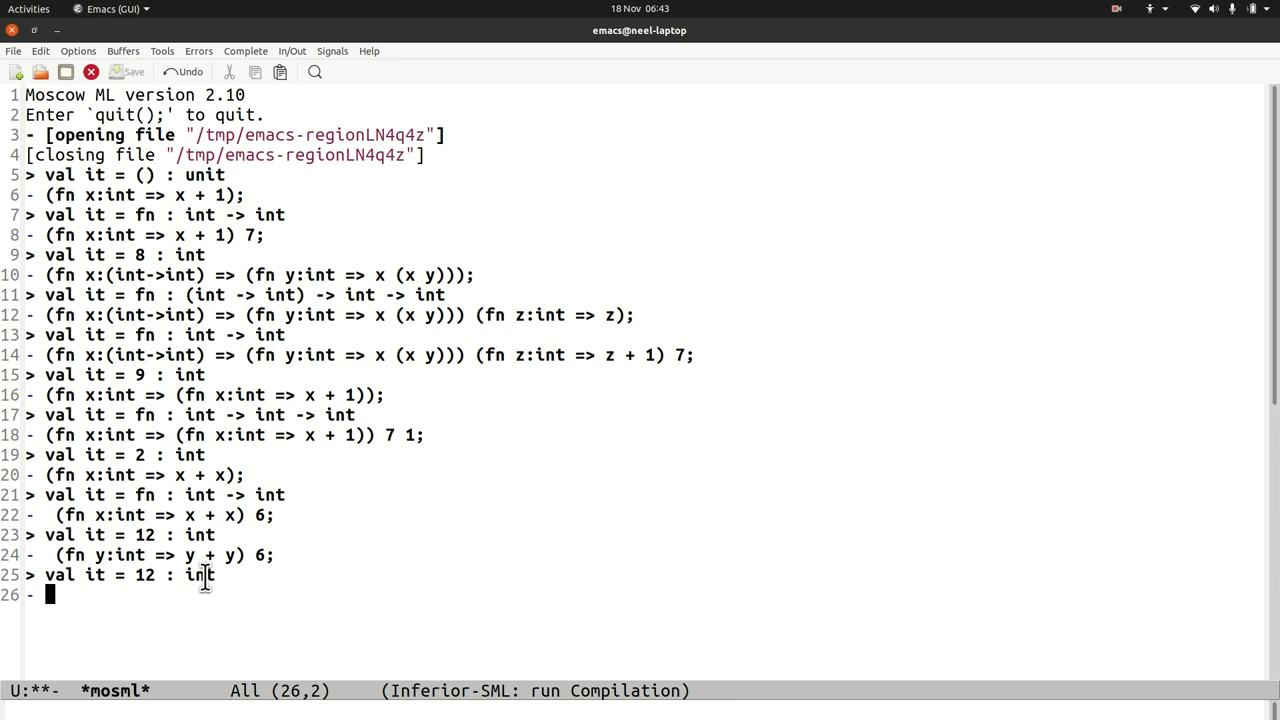 Activities Emacs (GUI) 18 Nov 06:43
emacs@neel-laptop
File Edit Options Buffers Tools Errors Complete In/Out Signals Help
Save Undo
1 Moscow ML version 2.10
2 Enter `quit();' to quit.
3 - [opening file "/tmp/emacs-regionLN4q4z"]
4 [closing file "/tmp/emacs-regionLN4q4z"]
5 > val it = () : unit
6 - (fn x:int => x + 1);
7 > val it = fn : int -> int
8 - (fn x:int => x + 1) 7;
9 > val it = 8 : int
10 - (fn x:(int->int) => (fn y:int => x (x y)));
11 > val it = fn : (int -> int) -> int -> int
12 - (fn x:(int->int) => (fn y:int => x (x y))) (fn z:int => z);
13 > val it = fn : int -> int
14 - (fn x:(int->int) => (fn y:int => x (x y))) (fn z:int => z + 1) 7;
15 > val it = 9 : int
16 - (fn x:int => (fn x:int => x + 1));
17 > val it = fn : int -> int -> int
18 - (fn x:int => (fn x:int => x + 1)) 7 1;
19 > val it = 2 : int
20 - (fn x:int => x + x);
21 > val it = fn : int -> int
22 -  (fn x:int => x + x) 6;
23 > val it = 12 : int
24 -  (fn y:int => y + y) 6;
25 > val it = 12 : int
26 -
U:**-  *mosml*        All (26,2)     (Inferior-SML: run Compilation)